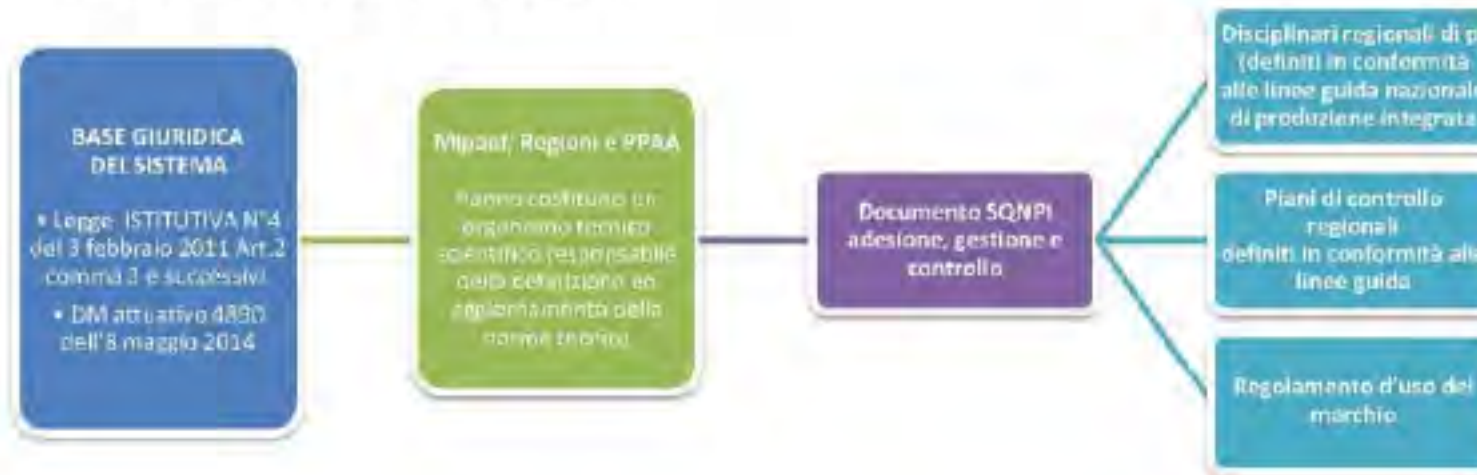 BASE GIURIDICA
DEL SISTEMA
• Legge ISTITUTIVA N°4
del 3 febbraio 2011 Art.2
comma 3 e successivi
• DM attuativo 4890
dell'8 maggio 2014
Mipaaf/ Regioni e PPAA
Hanno costituito un
organismo tecnico
scientifico responsabile
della definizione ed
aggiornamento delle
norme tecniche
Documento SQNPI
adesione, gestione e
controllo
Disciplinari regionali di p
(definiti in conformità
alle linee guida nazionale
di produzione integrata
Piani di controllo
regionali
definiti in conformità alle
linee guida
Regolamento d'uso del
marchio